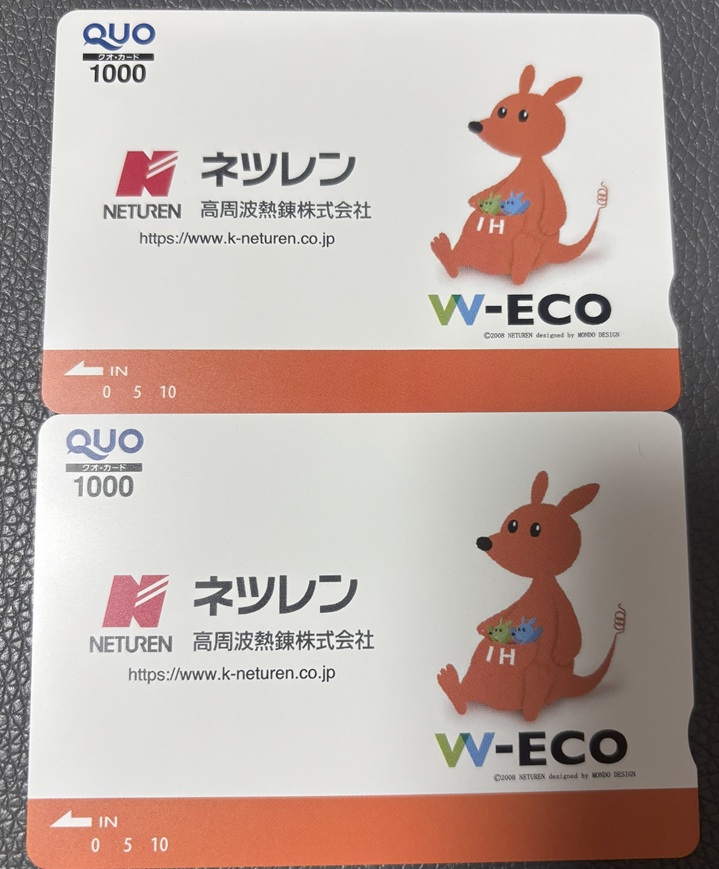 QUO
クオ・カード
1000
ネツレン
NETUREN
高周波熱錬株式会社
https://www.k-neturen.co.jp
IH
W-ECO
©2008 NETUREN designed by MONDO DESIGN
IN
0 5 10
QUO
クオ・カード
1000
ネツレン
NETUREN
高周波熱錬株式会社
https://www.k-neturen.co.jp
IH
W-ECO
©2008 NETUREN designed by MONDO DESIGN
IN
0 5 10